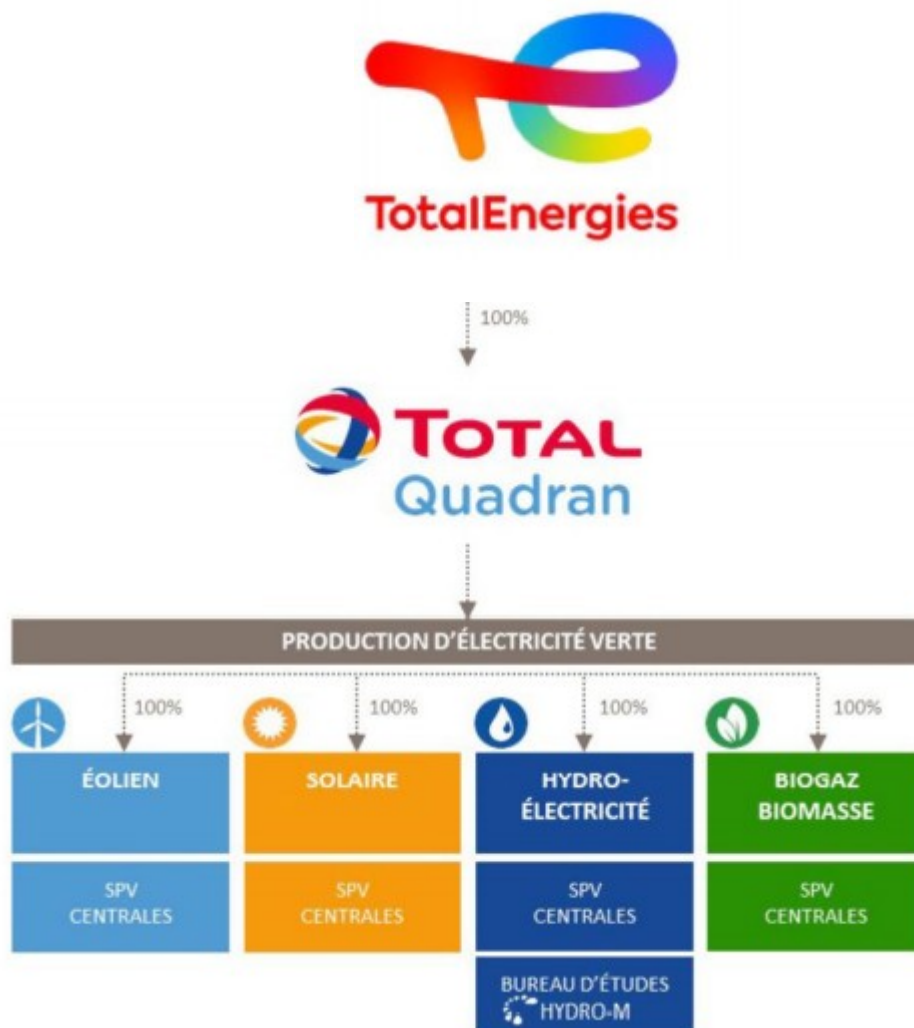 TotalEnergies
100%
TOTAL
Quadran
PRODUCTION D'ÉLECTRICITÉ VERTE
100%
100%
100%
100%
ÉOLIEN
SOLAIRE
HYDRO-
ÉLECTRICITÉ
BIOGAZ
BIOMASSE
SPV
CENTRALES
SPV
CENTRALES
SPV
CENTRALES
SPV
CENTRALES
BUREAU D'ÉTUDES
HYDRO-M